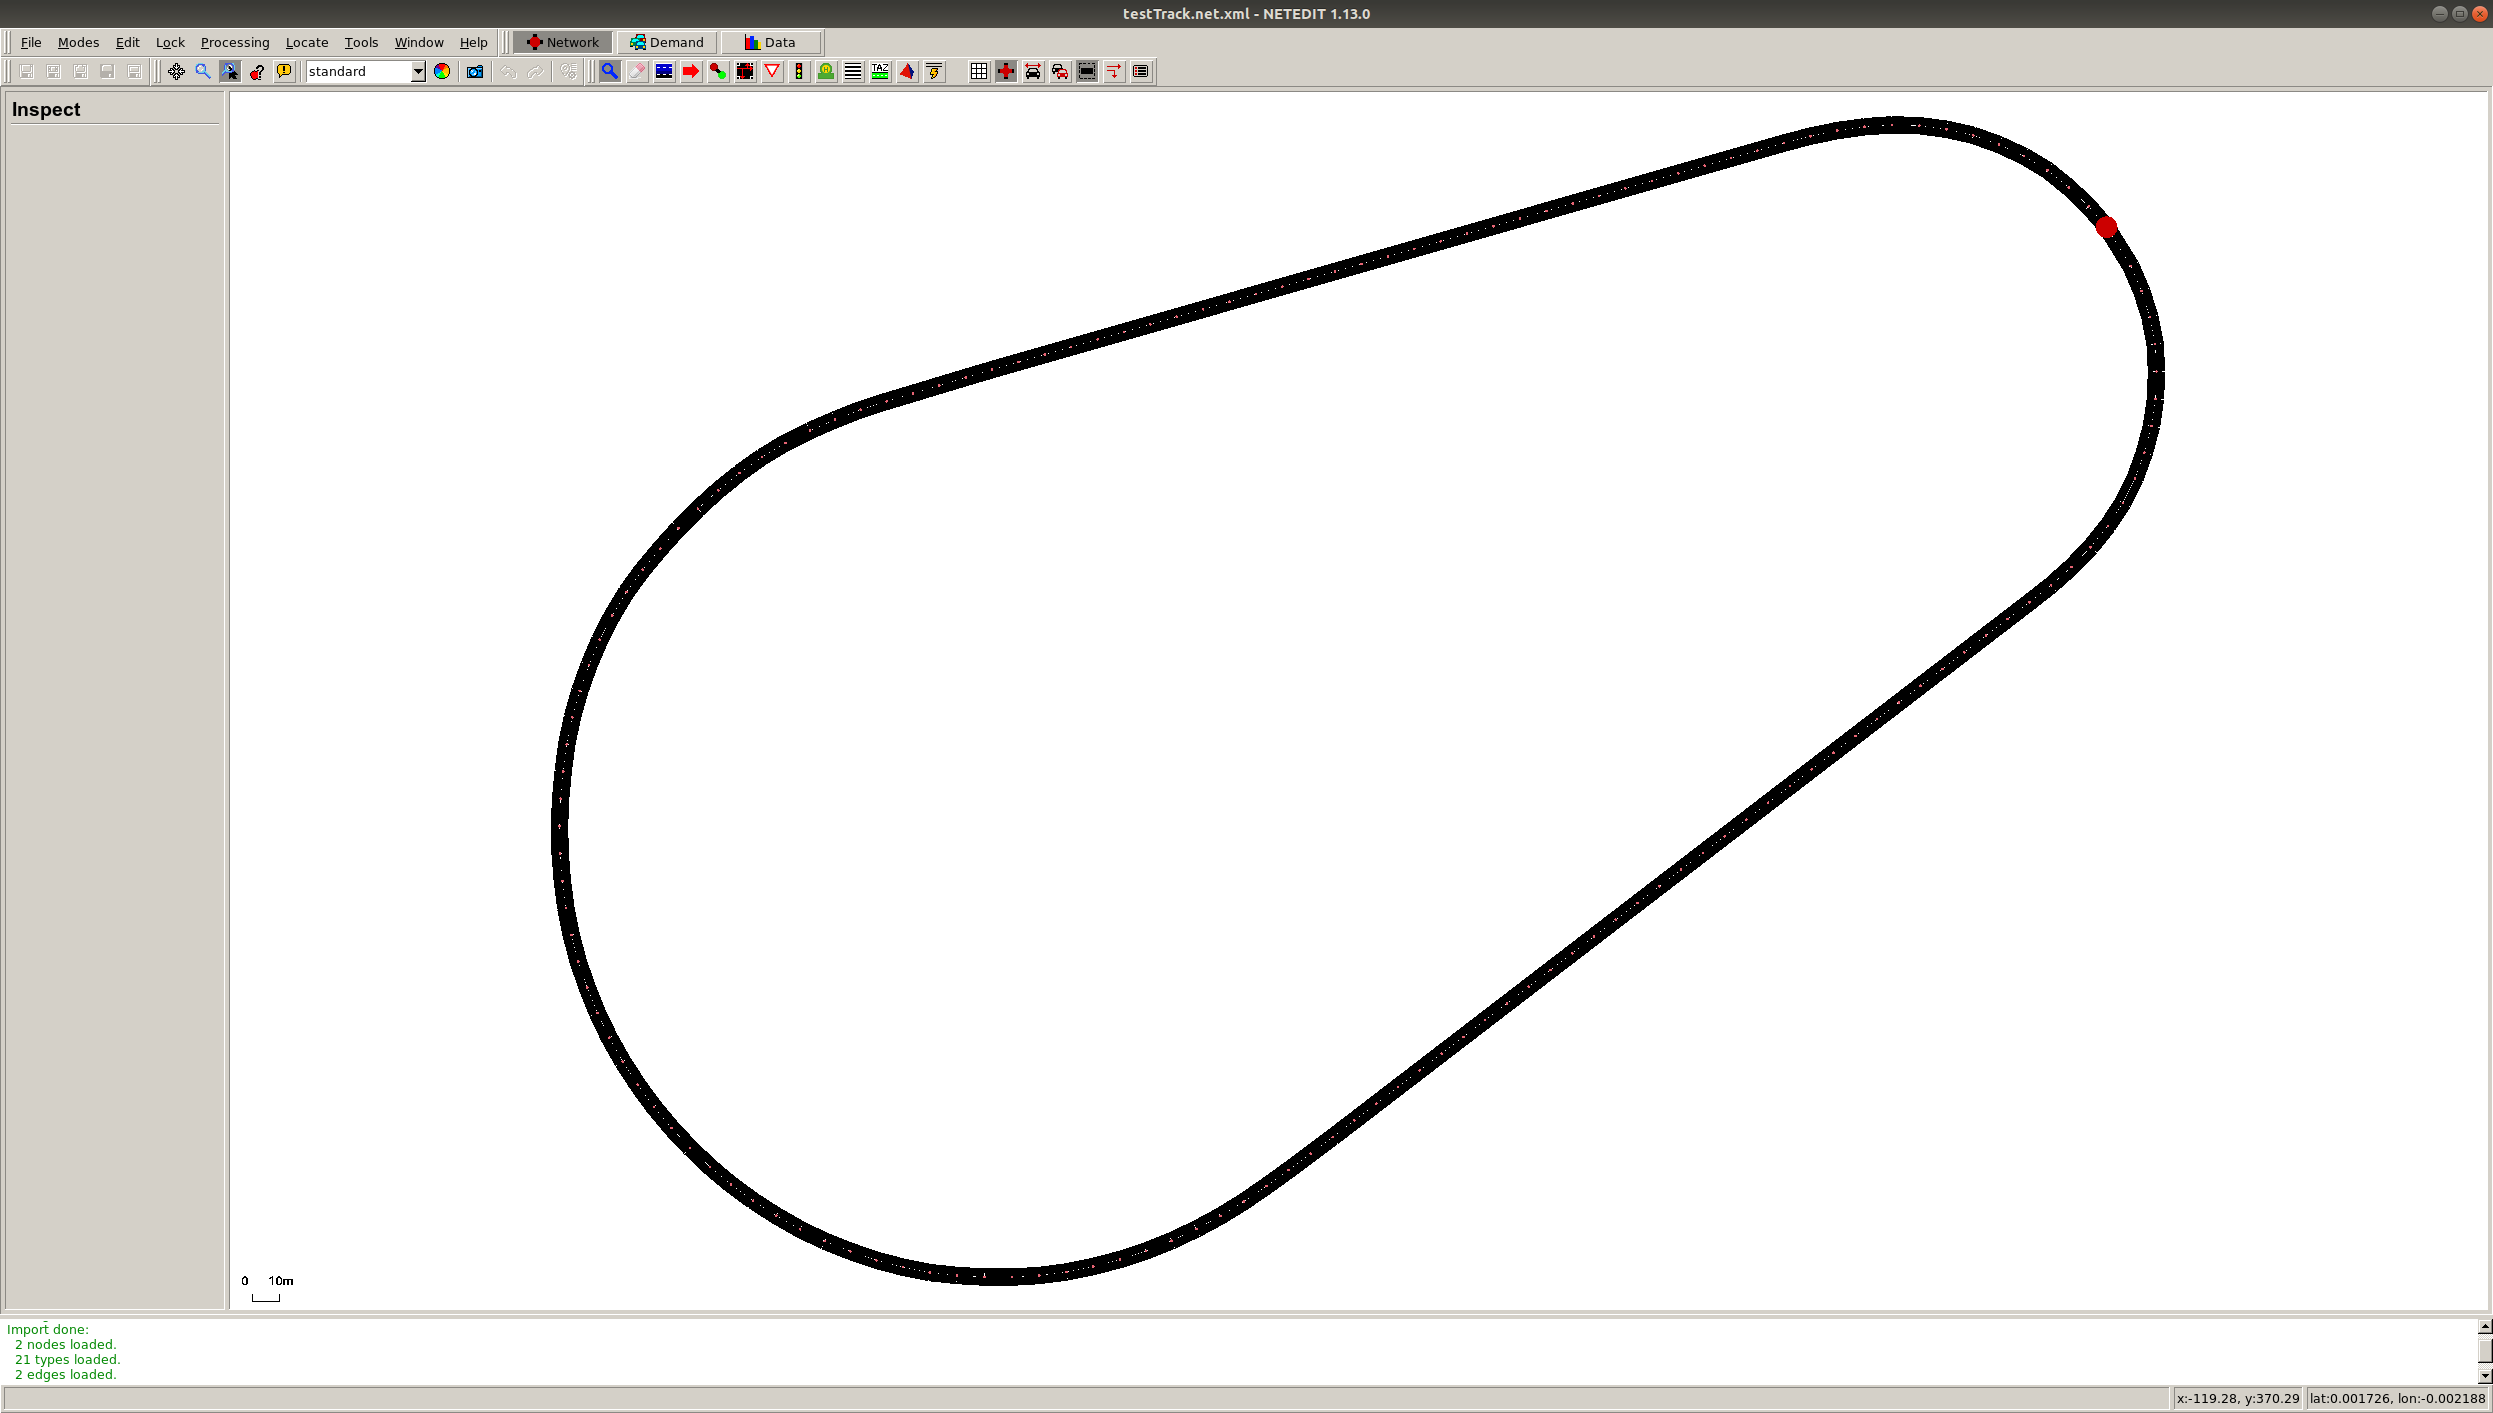 testTrack.net.xml - NETEDIT 1.13.0
File Modes Edit Lock Processing Locate Tools Window Help Network Demand Data
standard
TAZ
Inspect
0 10m
Import done:
2 nodes loaded.
21 types loaded.
2 edges loaded.
x:-119.28, y:370.29 lat:0.001726, lon:-0.002188